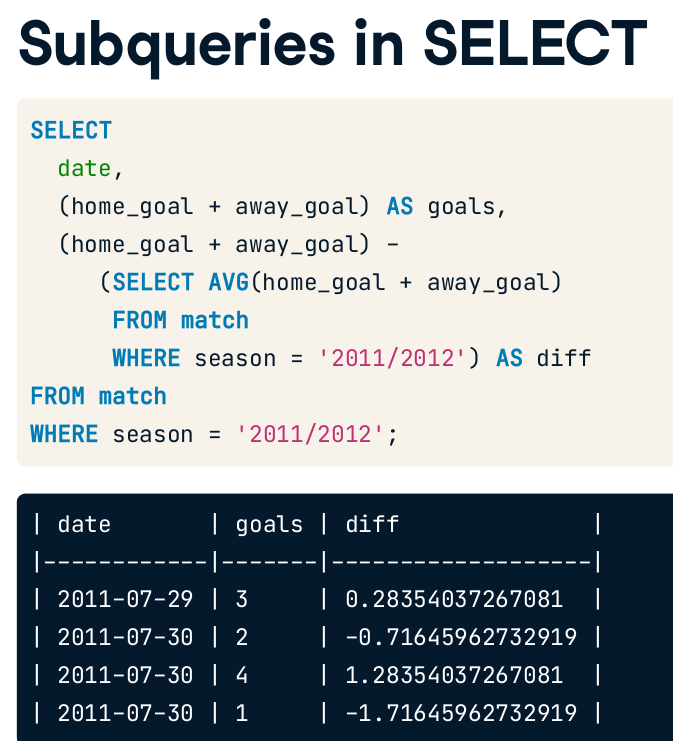 Subqueries in SELECT
SELECT
  date,
  (home_goal + away_goal) AS goals,
  (home_goal + away_goal) -
     (SELECT AVG(home_goal + away_goal)
      FROM match
      WHERE season = '2011/2012') AS diff
FROM match
WHERE season = '2011/2012';
| date       | goals | diff              |
|------------|-------|-------------------|
| 2011-07-29 | 3     | 0.28354037267081  |
| 2011-07-30 | 2     | -0.71645962732919 |
| 2011-07-30 | 4     | 1.28354037267081  |
| 2011-07-30 | 1     | -1.71645962732919 |